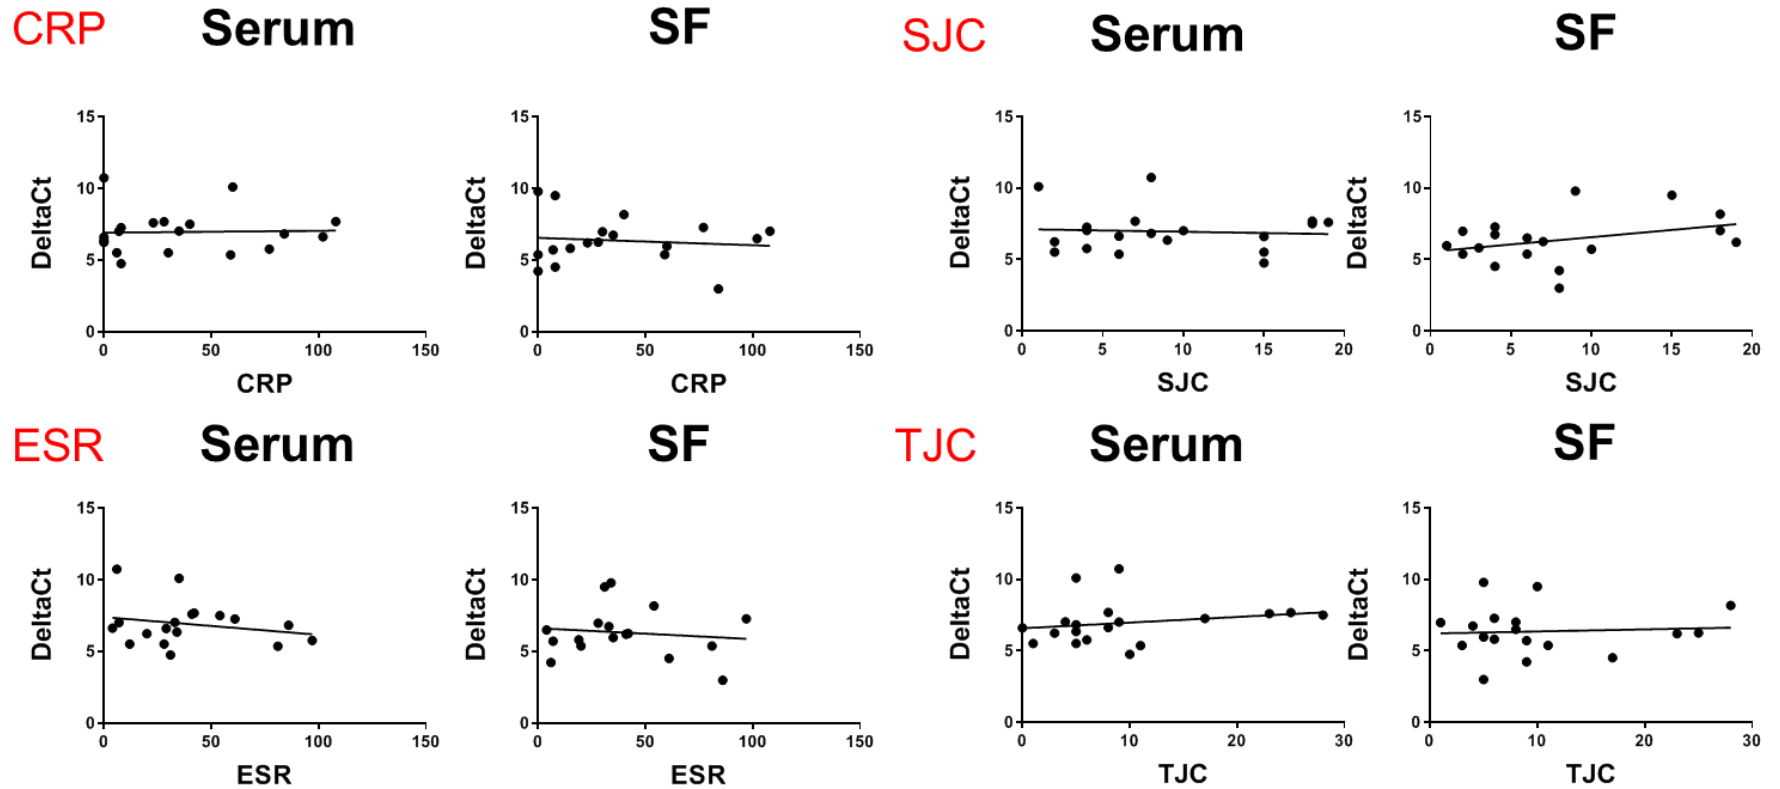 CRP Serum SF SJC Serum SF
15 15 15 15
10 10 10 10
DeltaCt DeltaCt DeltaCt DeltaCt
5 5 5 5
0 0 0 0
0 50 100 150 0 50 100 150 0 5 10 15 20 0 5 10 15 20
CRP CRP SJC SJC
ESR Serum SF TJC Serum SF
15 15 15 15
10 10 10 10
DeltaCt DeltaCt DeltaCt DeltaCt
5 5 5 5
0 0 0 0
0 50 100 150 0 50 100 150 0 10 20 30 0 10 20 30
ESR ESR TJC TJC